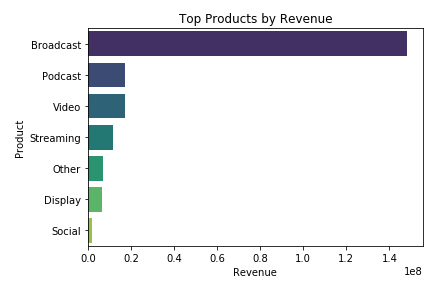 Top Products by Revenue
Product
Broadcast
Podcast
Video
Streaming
Other
Display
Social
0.0 0.2 0.4 0.6 0.8 1.0 1.2 1.4
1e8
Revenue